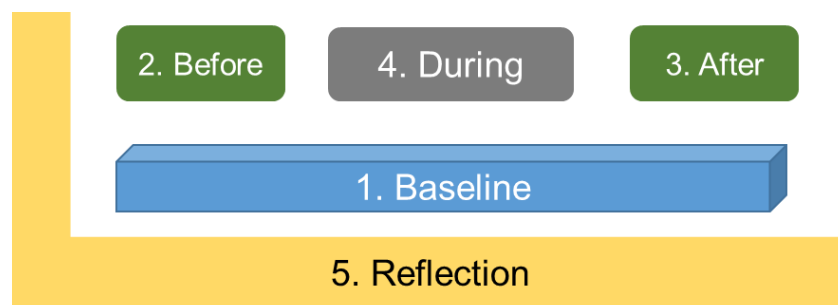 2. Before
4. During
3. After
1. Baseline
5. Reflection